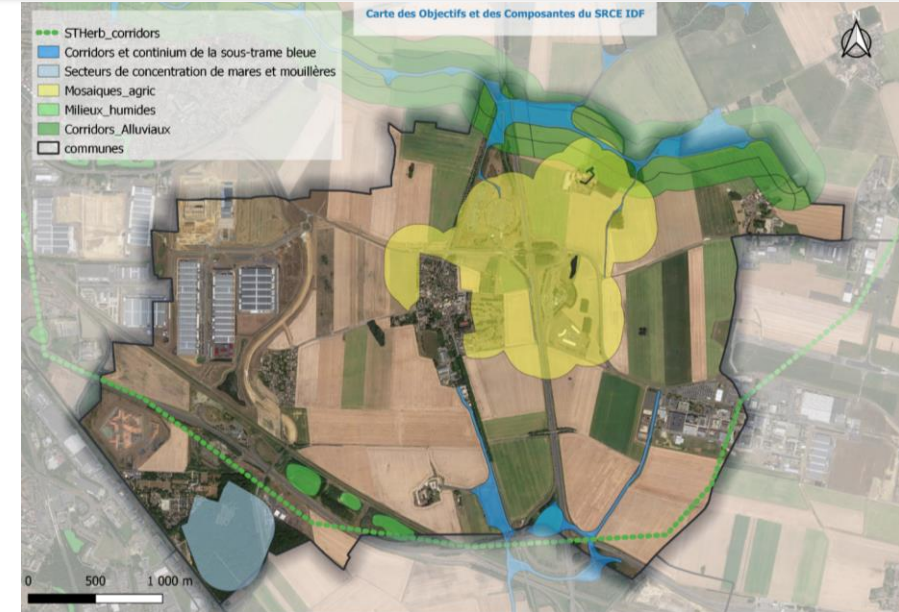 Carte des Objectifs et des Composantes du SRCE IDF
STHerb_corridors
Corridors et continium de la sous-trame bleue
Secteurs de concentration de mares et mouillères
Mosaiques_agric
Milieux_humides
Corridors_Alluviaux
communes
0 500 1 000 m